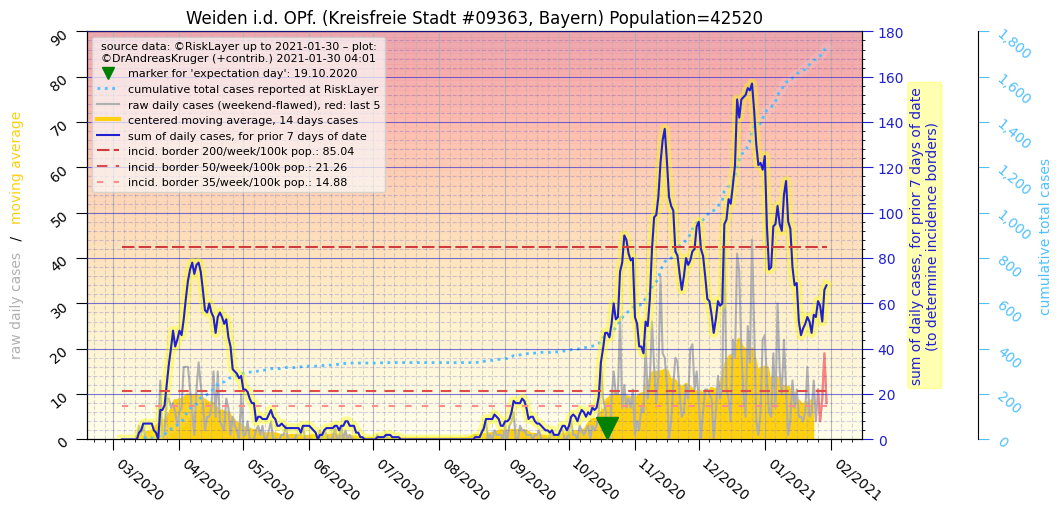 Weiden i.d. OPf. (Kreisfreie Stadt #09363, Bayern) Population=42520
source data: ©RiskLayer up to 2021-01-30 – plot:
©DrAndreasKruger (+contrib.) 2021-01-30 04:01
marker for 'expectation day': 19.10.2020
cumulative total cases reported at RiskLayer
raw daily cases (weekend-flawed), red: last 5
centered moving average, 14 days cases
sum of daily cases, for prior 7 days of date
incid. border 200/week/100k pop.: 85.04
incid. border 50/week/100k pop.: 21.26
incid. border 35/week/100k pop.: 14.88
raw daily cases / moving average
90
80
70
60
50
40
30
20
10
0
03/2020
04/2020
05/2020
06/2020
07/2020
08/2020
09/2020
10/2020
11/2020
12/2020
01/2021
02/2021
180
160
140
120
100
80
60
40
20
0
sum of daily cases, for prior 7 days of date
(to determine incidence borders)
1,800
1,600
1,400
1,200
1,000
800
600
400
200
0
cumulative total cases